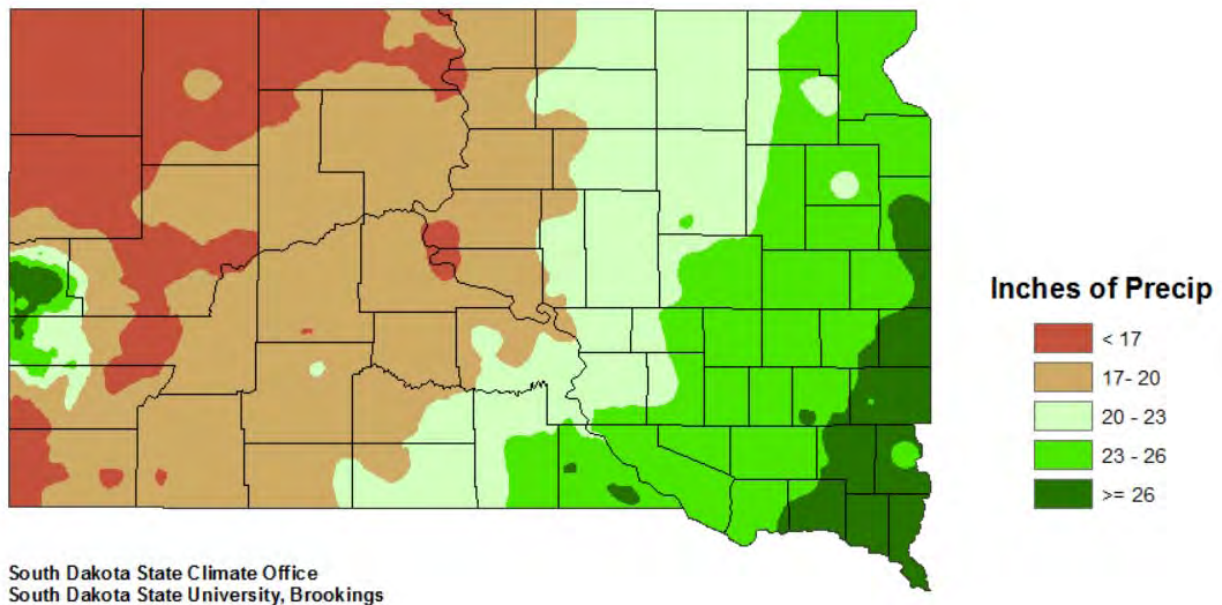 Inches of Precip
< 17
17- 20
20 - 23
23 - 26
>= 26
South Dakota State Climate Office
South Dakota State University, Brookings